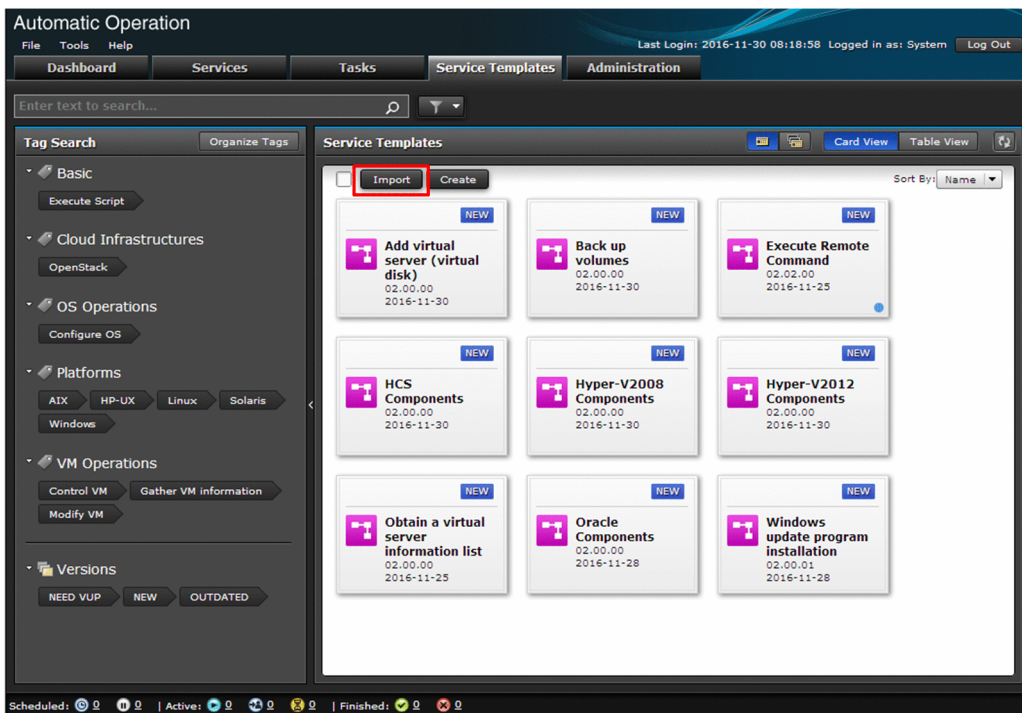 Automatic Operation
File Tools Help
Last Login: 2016-11-30 08:18:58 Logged in as: System Log Out
Dashboard Services Tasks Service Templates Administration
Enter text to search...
Tag Search Organize Tags
Basic
Execute Script
Cloud Infrastructures
OpenStack
OS Operations
Configure OS
Platforms
AIX HP-UX Linux Solaris
Windows
VM Operations
Control VM Gather VM information
Modify VM
Versions
NEED VUP NEW OUTDATED
Service Templates Card View Table View
Import Create Sort By: Name
NEW
Add virtual
server (virtual
disk)
02.00.00
2016-11-30
NEW
Back up
volumes
02.00.00
2016-11-30
NEW
Execute Remote
Command
02.02.00
2016-11-25
NEW
HCS
Components
02.00.00
2016-11-30
NEW
Hyper-V2008
Components
02.00.00
2016-11-30
NEW
Hyper-V2012
Components
02.00.00
2016-11-30
NEW
Obtain a virtual
server
information list
02.00.00
2016-11-25
NEW
Oracle
Components
02.00.00
2016-11-28
NEW
Windows
update program
installation
02.00.01
2016-11-28
Scheduled: 0 0 | Active: 0 0 0 | Finished: 0 0